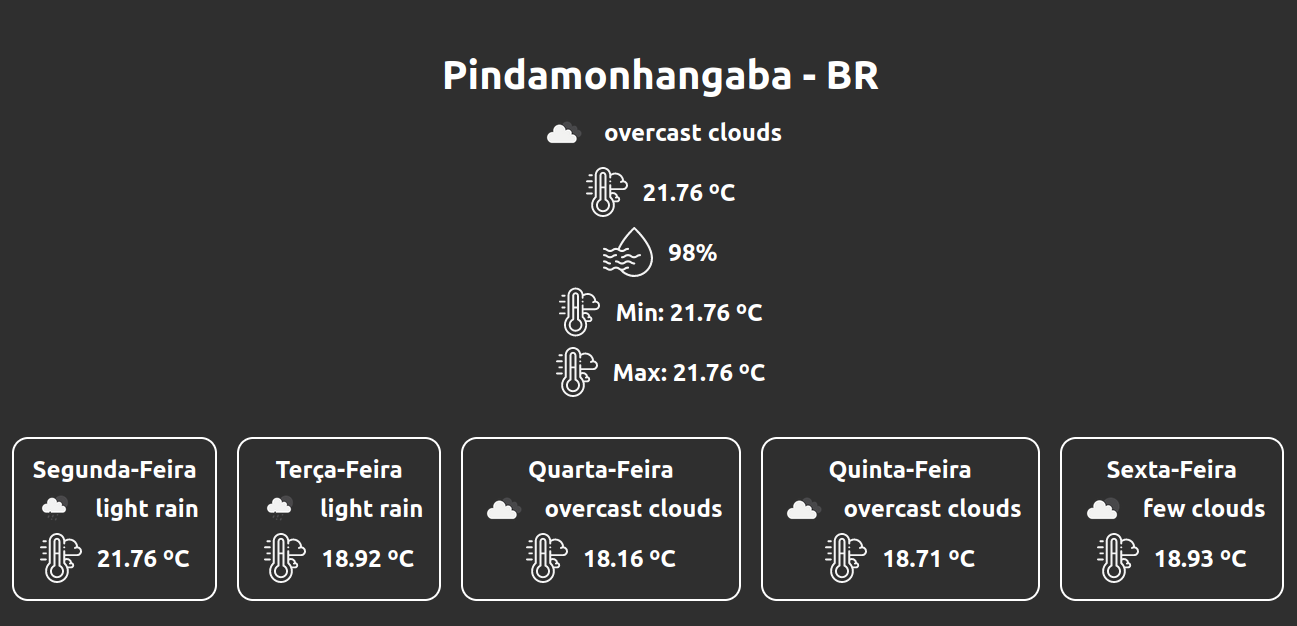 Pindamonhangaba - BR
overcast clouds
21.76 ºC
98%
Min: 21.76 ºC
Max: 21.76 ºC
Segunda-Feira
light rain
21.76 ºC
Terça-Feira
light rain
18.92 ºC
Quarta-Feira
overcast clouds
18.16 ºC
Quinta-Feira
overcast clouds
18.71 ºC
Sexta-Feira
few clouds
18.93 ºC